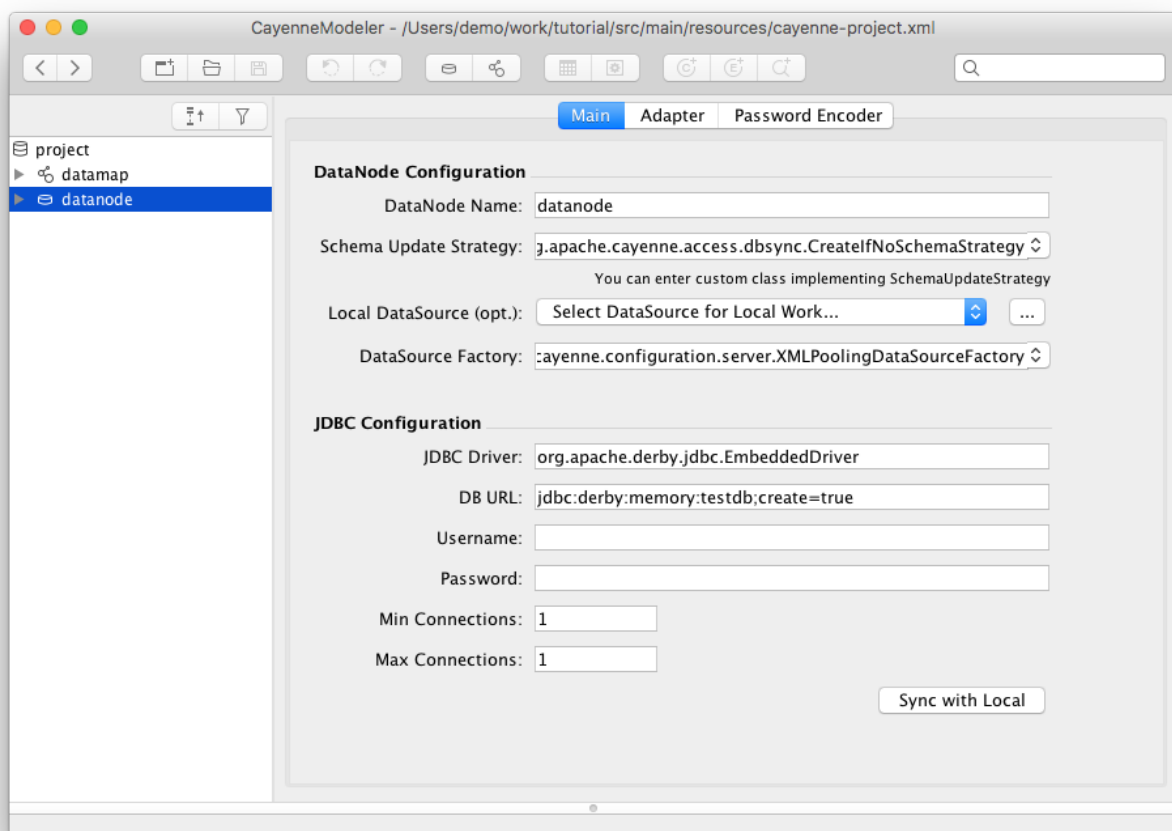 CayenneModeler - /Users/demo/work/tutorial/src/main/resources/cayenne-project.xml
project
datamap
datanode
Main Adapter Password Encoder
DataNode Configuration
DataNode Name: datanode
Schema Update Strategy: g.apache.cayenne.access.dbsync.CreateIfNoSchemaStrategy
You can enter custom class implementing SchemaUpdateStrategy
Local DataSource (opt.): Select DataSource for Local Work... ...
DataSource Factory: cayenne.configuration.server.XMLPoolingDataSourceFactory
JDBC Configuration
JDBC Driver: org.apache.derby.jdbc.EmbeddedDriver
DB URL: jdbc:derby:memory:testdb;create=true
Username:
Password:
Min Connections: 1
Max Connections: 1
Sync with Local